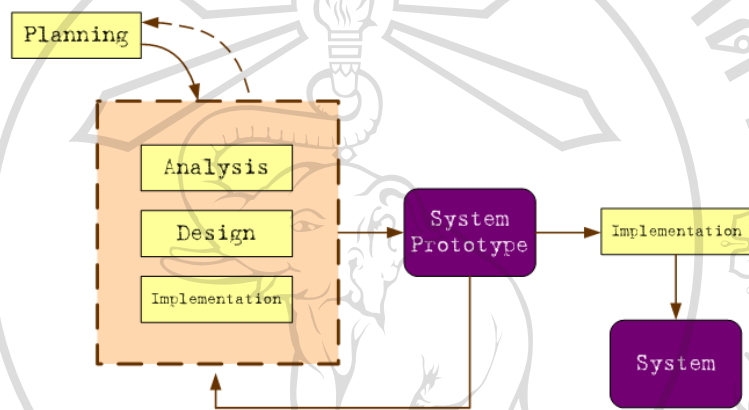 Planning
Analysis
Design
Implementation
System
Prototype
Implementation
System